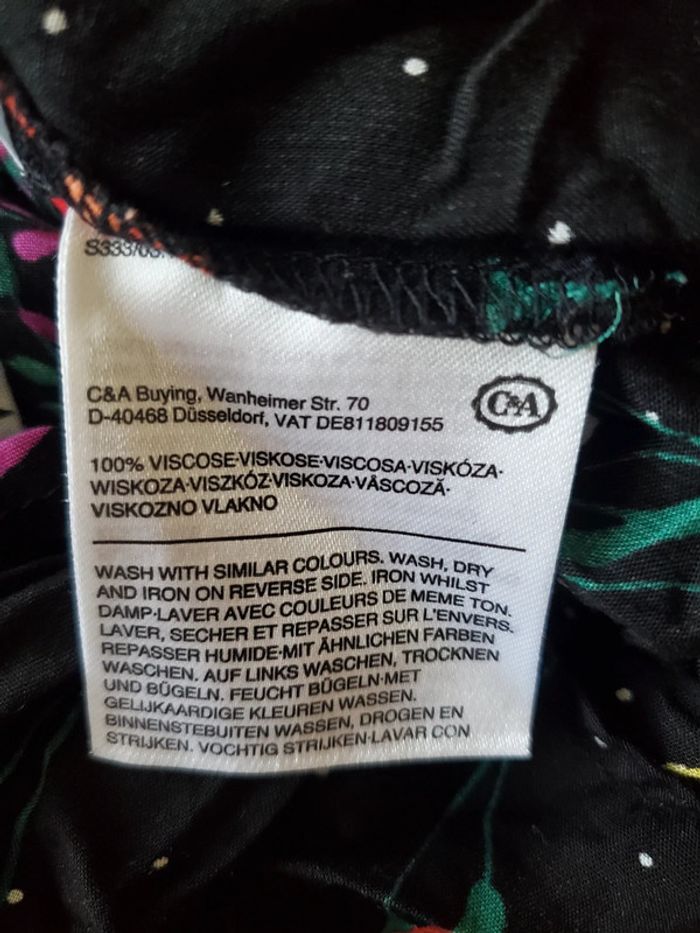 C&A Buying, Wanheimer Str. 70
C&A
D-40468 Düsseldorf, VAT DE811809155
100% VISCOSE·VISKOSE·VISCOSA·VISKÓZA·
WISKOZA·VISZKÓZ·VISKOZA·VÂSCOZĂ·
VISKOZNO VLAKNO
WASH WITH SIMILAR COLOURS. WASH, DRY
AND IRON ON REVERSE SIDE. IRON WHILST
DAMP·LAVER AVEC COULEURS DE MEME TON.
LAVER, SECHER ET REPASSER SUR L'ENVERS.
REPASSER HUMIDE·MIT ÄHNLICHEN FARBEN
WASCHEN. AUF LINKS WASCHEN, TROCKNEN
UND BÜGELN. FEUCHT BÜGELN·MET
GELIJKAARDIGE KLEUREN WASSEN.
BINNENSTEBUITEN WASSEN, DROGEN EN
STRIJKEN. VOCHTIG STRIJKEN·LAVAR CON